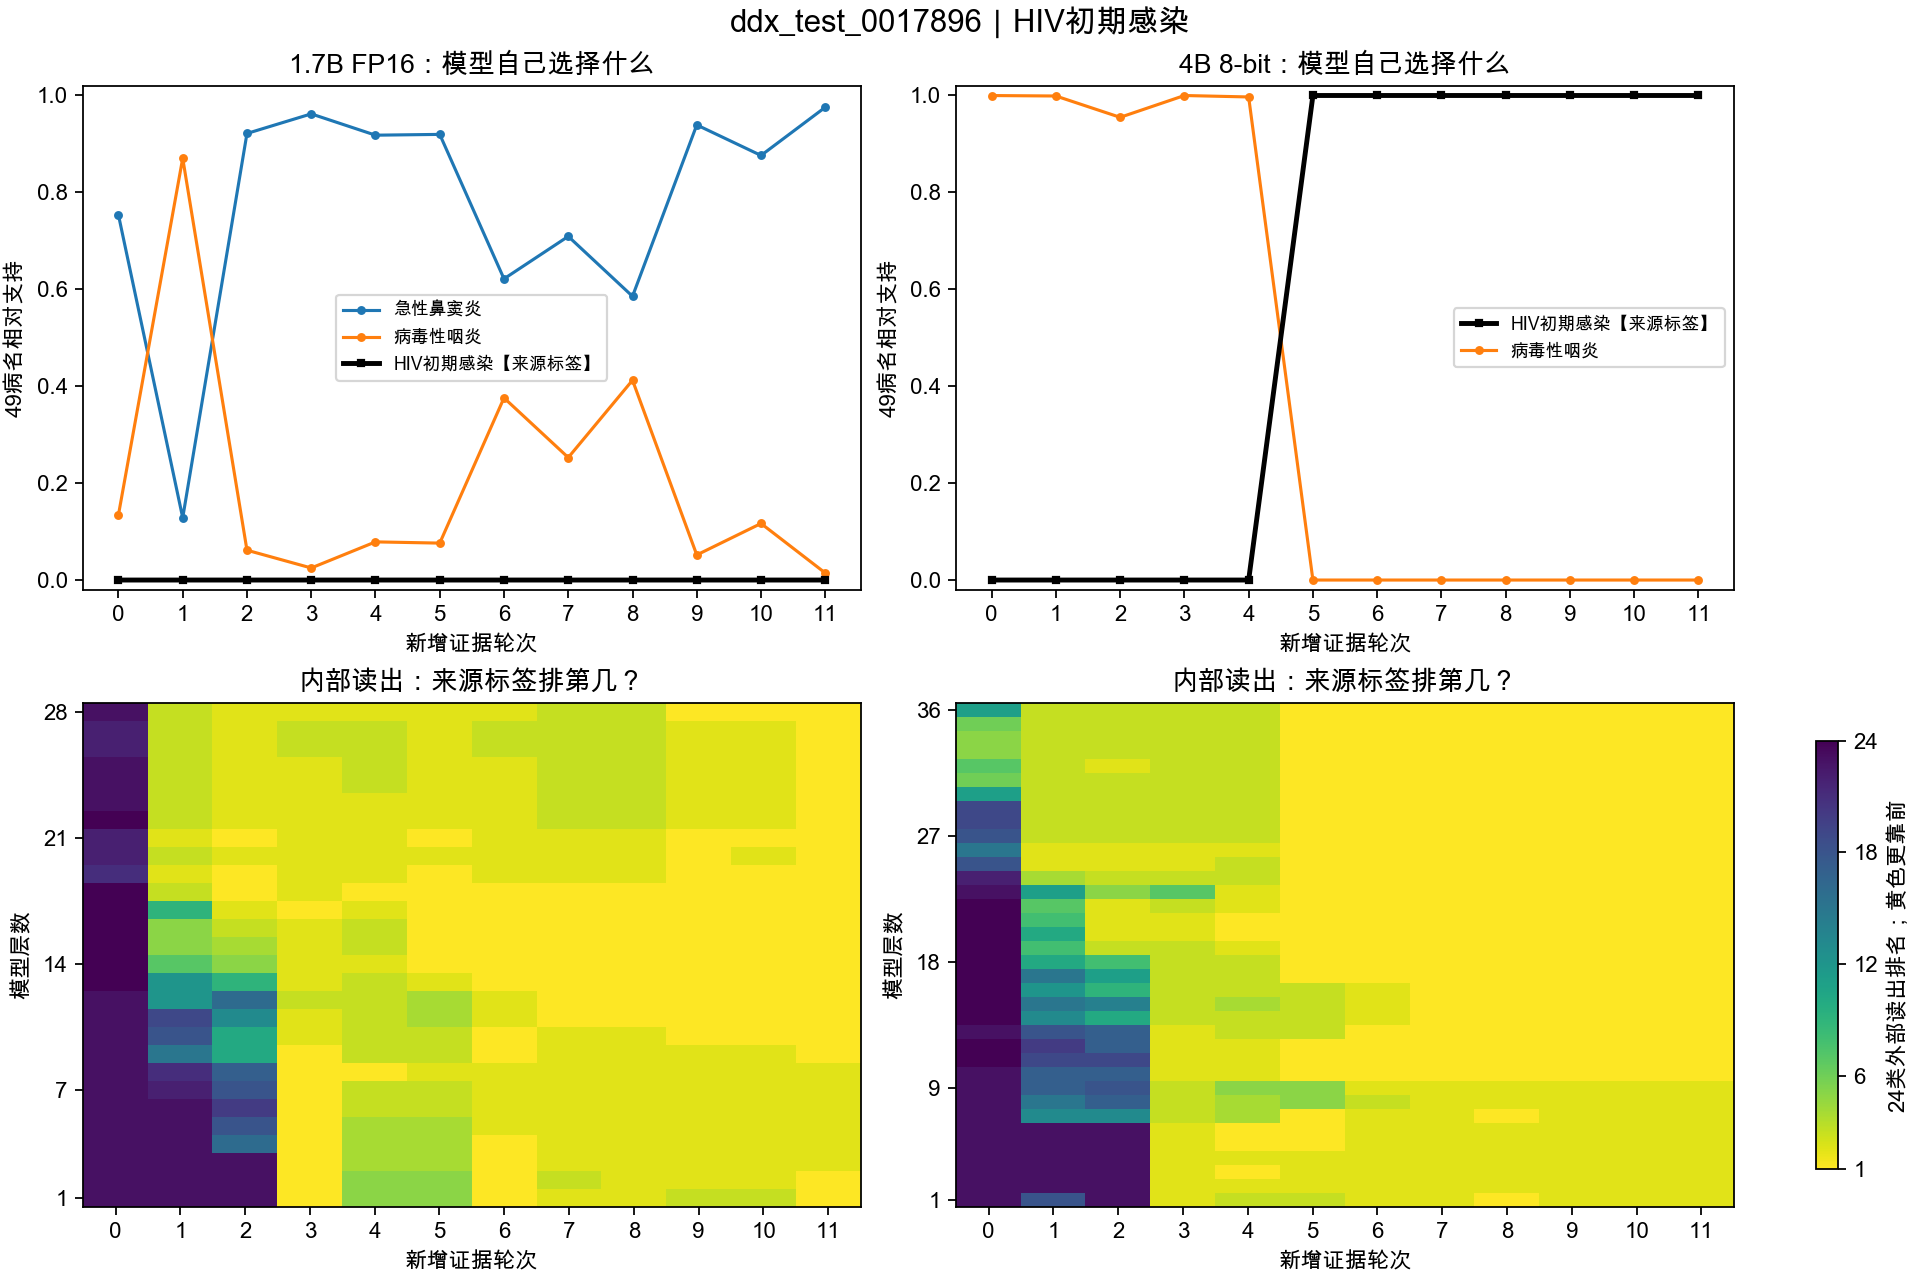 ddx_test_0017896 | HIV初期感染
1.7B FP16：模型自己选择什么
49病名相对支持
1.0
0.8
0.6
0.4
0.2
0.0
急性鼻窦炎
病毒性咽炎
HIV初期感染【来源标签】
0 1 2 3 4 5 6 7 8 9 10 11
新增证据轮次
4B 8-bit：模型自己选择什么
49病名相对支持
1.0
0.8
0.6
0.4
0.2
0.0
HIV初期感染【来源标签】
病毒性咽炎
0 1 2 3 4 5 6 7 8 9 10 11
新增证据轮次
内部读出：来源标签排第几？
模型层数
28
21
14
7
1
0 1 2 3 4 5 6 7 8 9 10 11
新增证据轮次
内部读出：来源标签排第几？
模型层数
36
27
18
9
1
0 1 2 3 4 5 6 7 8 9 10 11
新增证据轮次
24
18
12
6
1
24类外部读出排名；黄色更靠前